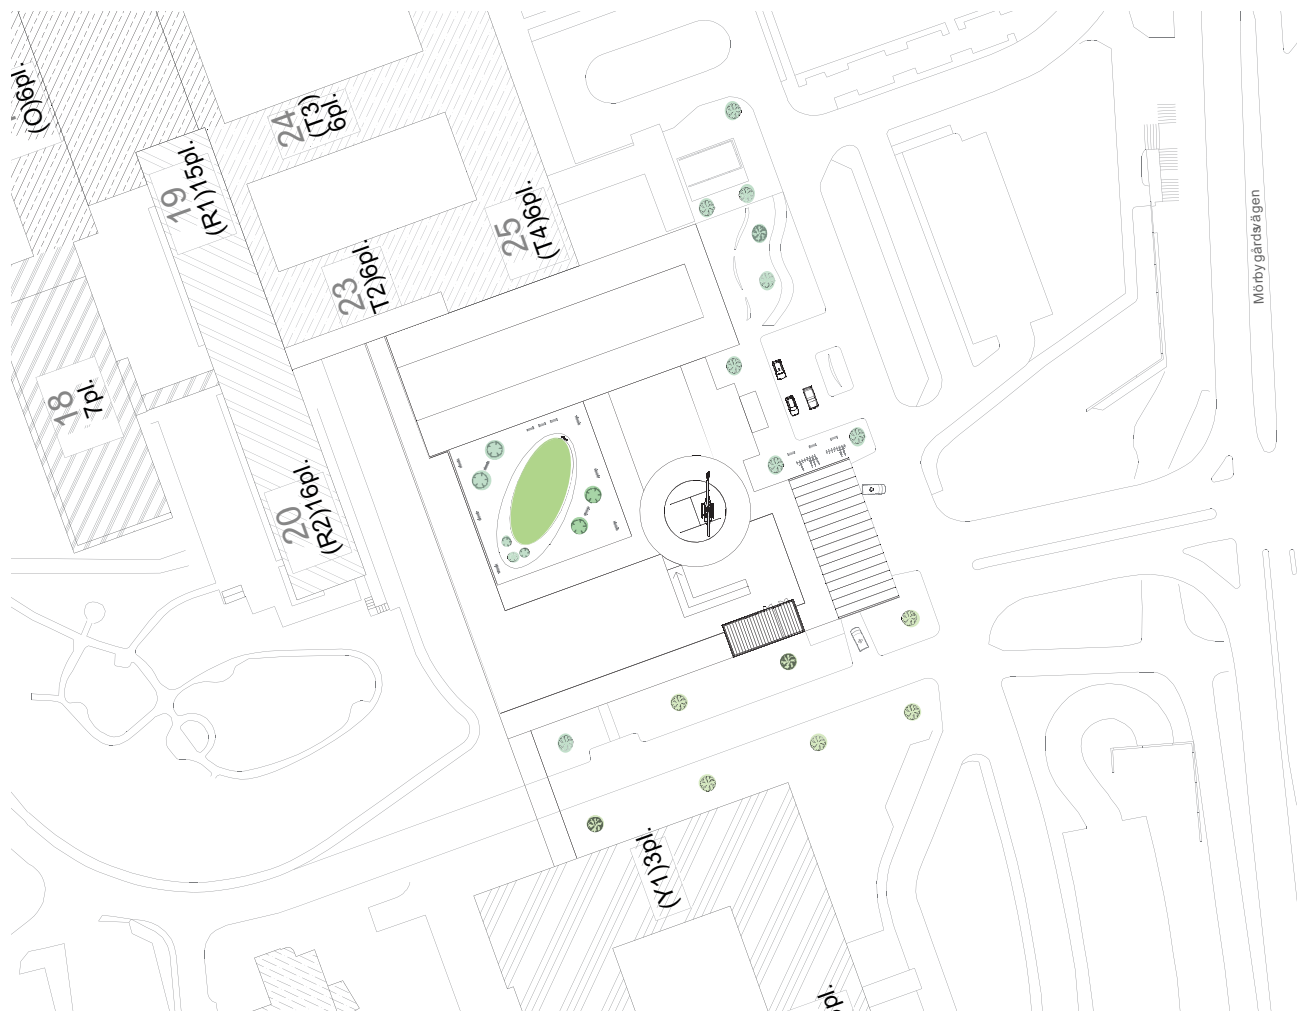 (O)6pl.
24
(T3)
6pl.
19
(R1)15pl.
25
(T4)6pl.
23
T2)6pl.
Mörbygårdsvägen
18
7pl.
20
(R2)16pl.
(Y1)3pl.
pl.